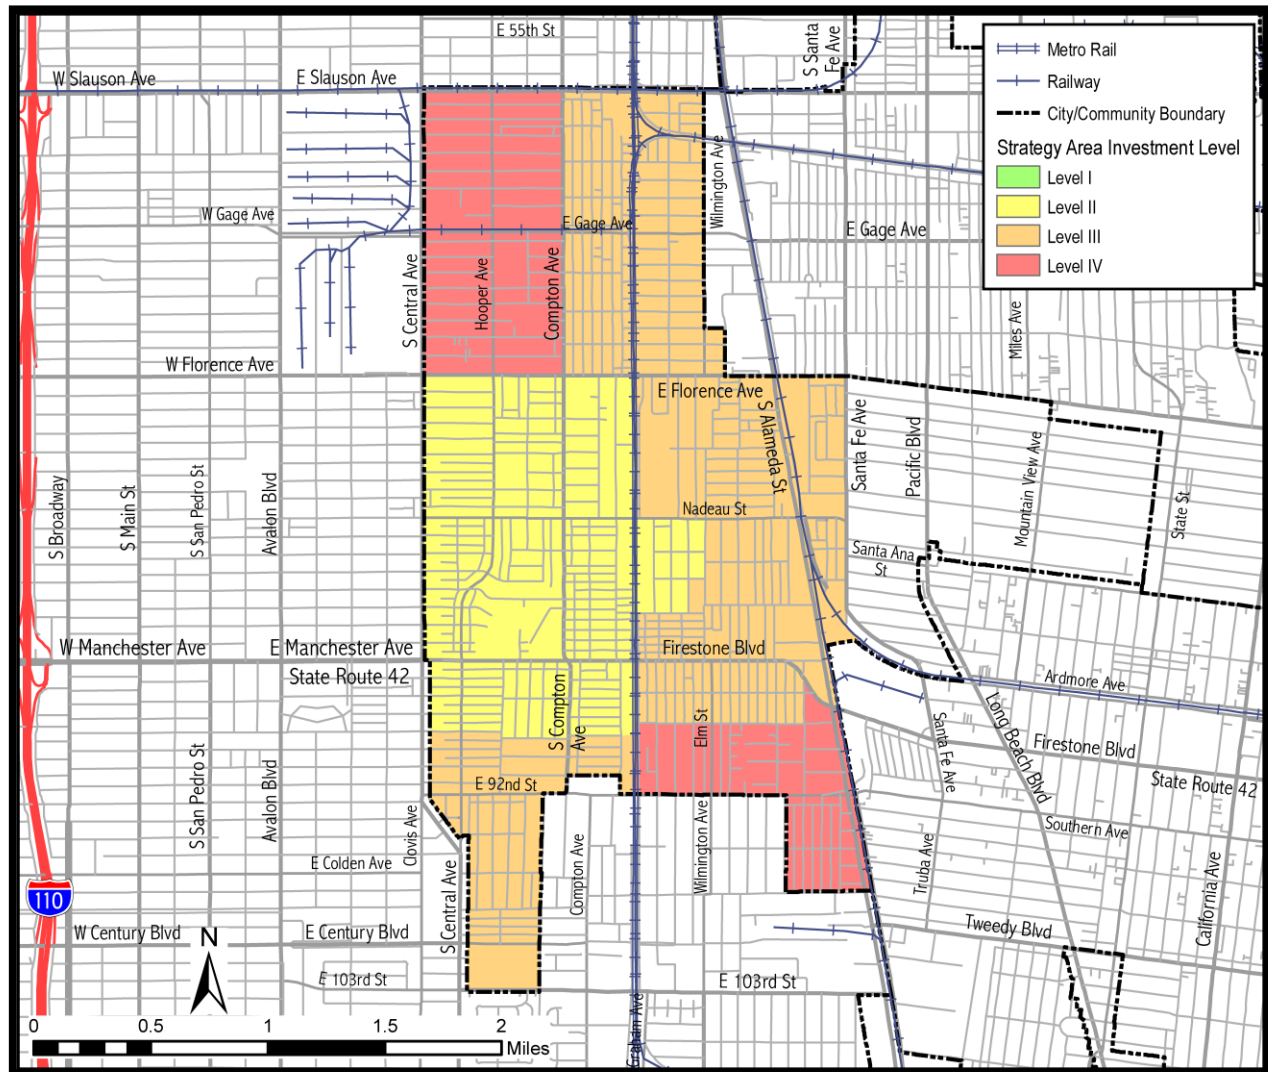 E 55th St
S Santa
Fe Ave
W Slauson Ave
E Slauson Ave
Metro Rail
Railway
City/Community Boundary
Strategy Area Investment Level
Level I
Level II
Level III
Level IV
Wilmington Ave
W Gage Ave
E Gage Ave
E Gage Ave
S Central Ave
Hooper Ave
Compton Ave
Miles Ave
W Florence Ave
E Florence Ave
S Alameda St
Santa Fe Ave
Pacific Blvd
Mountain View Ave
State St
S Broadway
S Main St
S San Pedro St
Avalon Blvd
Nadeau St
Santa Ana
St
W Manchester Ave
E Manchester Ave
State Route 42
Firestone Blvd
Ardmore Ave
S Compton
Ave
Elm St
Long Beach Blvd
Santa Fe Ave
Firestone Blvd
State Route 42
S San Pedro St
Avalon Blvd
E 92nd St
Clovis Ave
Southern Ave
E Colden Ave
S Central Ave
Compton Ave
Wilmington Ave
Truba Ave
California Ave
110
W Century Blvd
N
E Century Blvd
Tweedy Blvd
E 103rd St
E 103rd St
Graham Ave
0 0.5 1 1.5 2
Miles